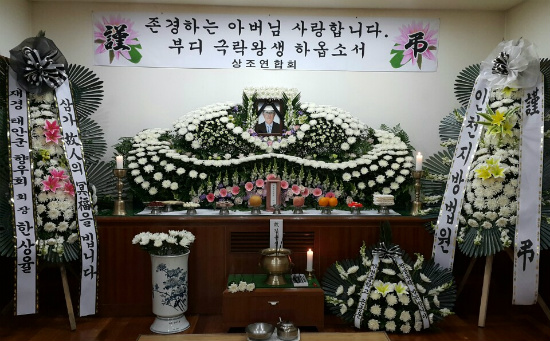 謹
존경하는 아버님 사랑합니다.
부디 극락왕생 하옵소서
상조연합회
弔
재경 태안군 향우회 회장 한상율
삼가 故人의 冥福을 빕니다
인천지방법원
謹
弔